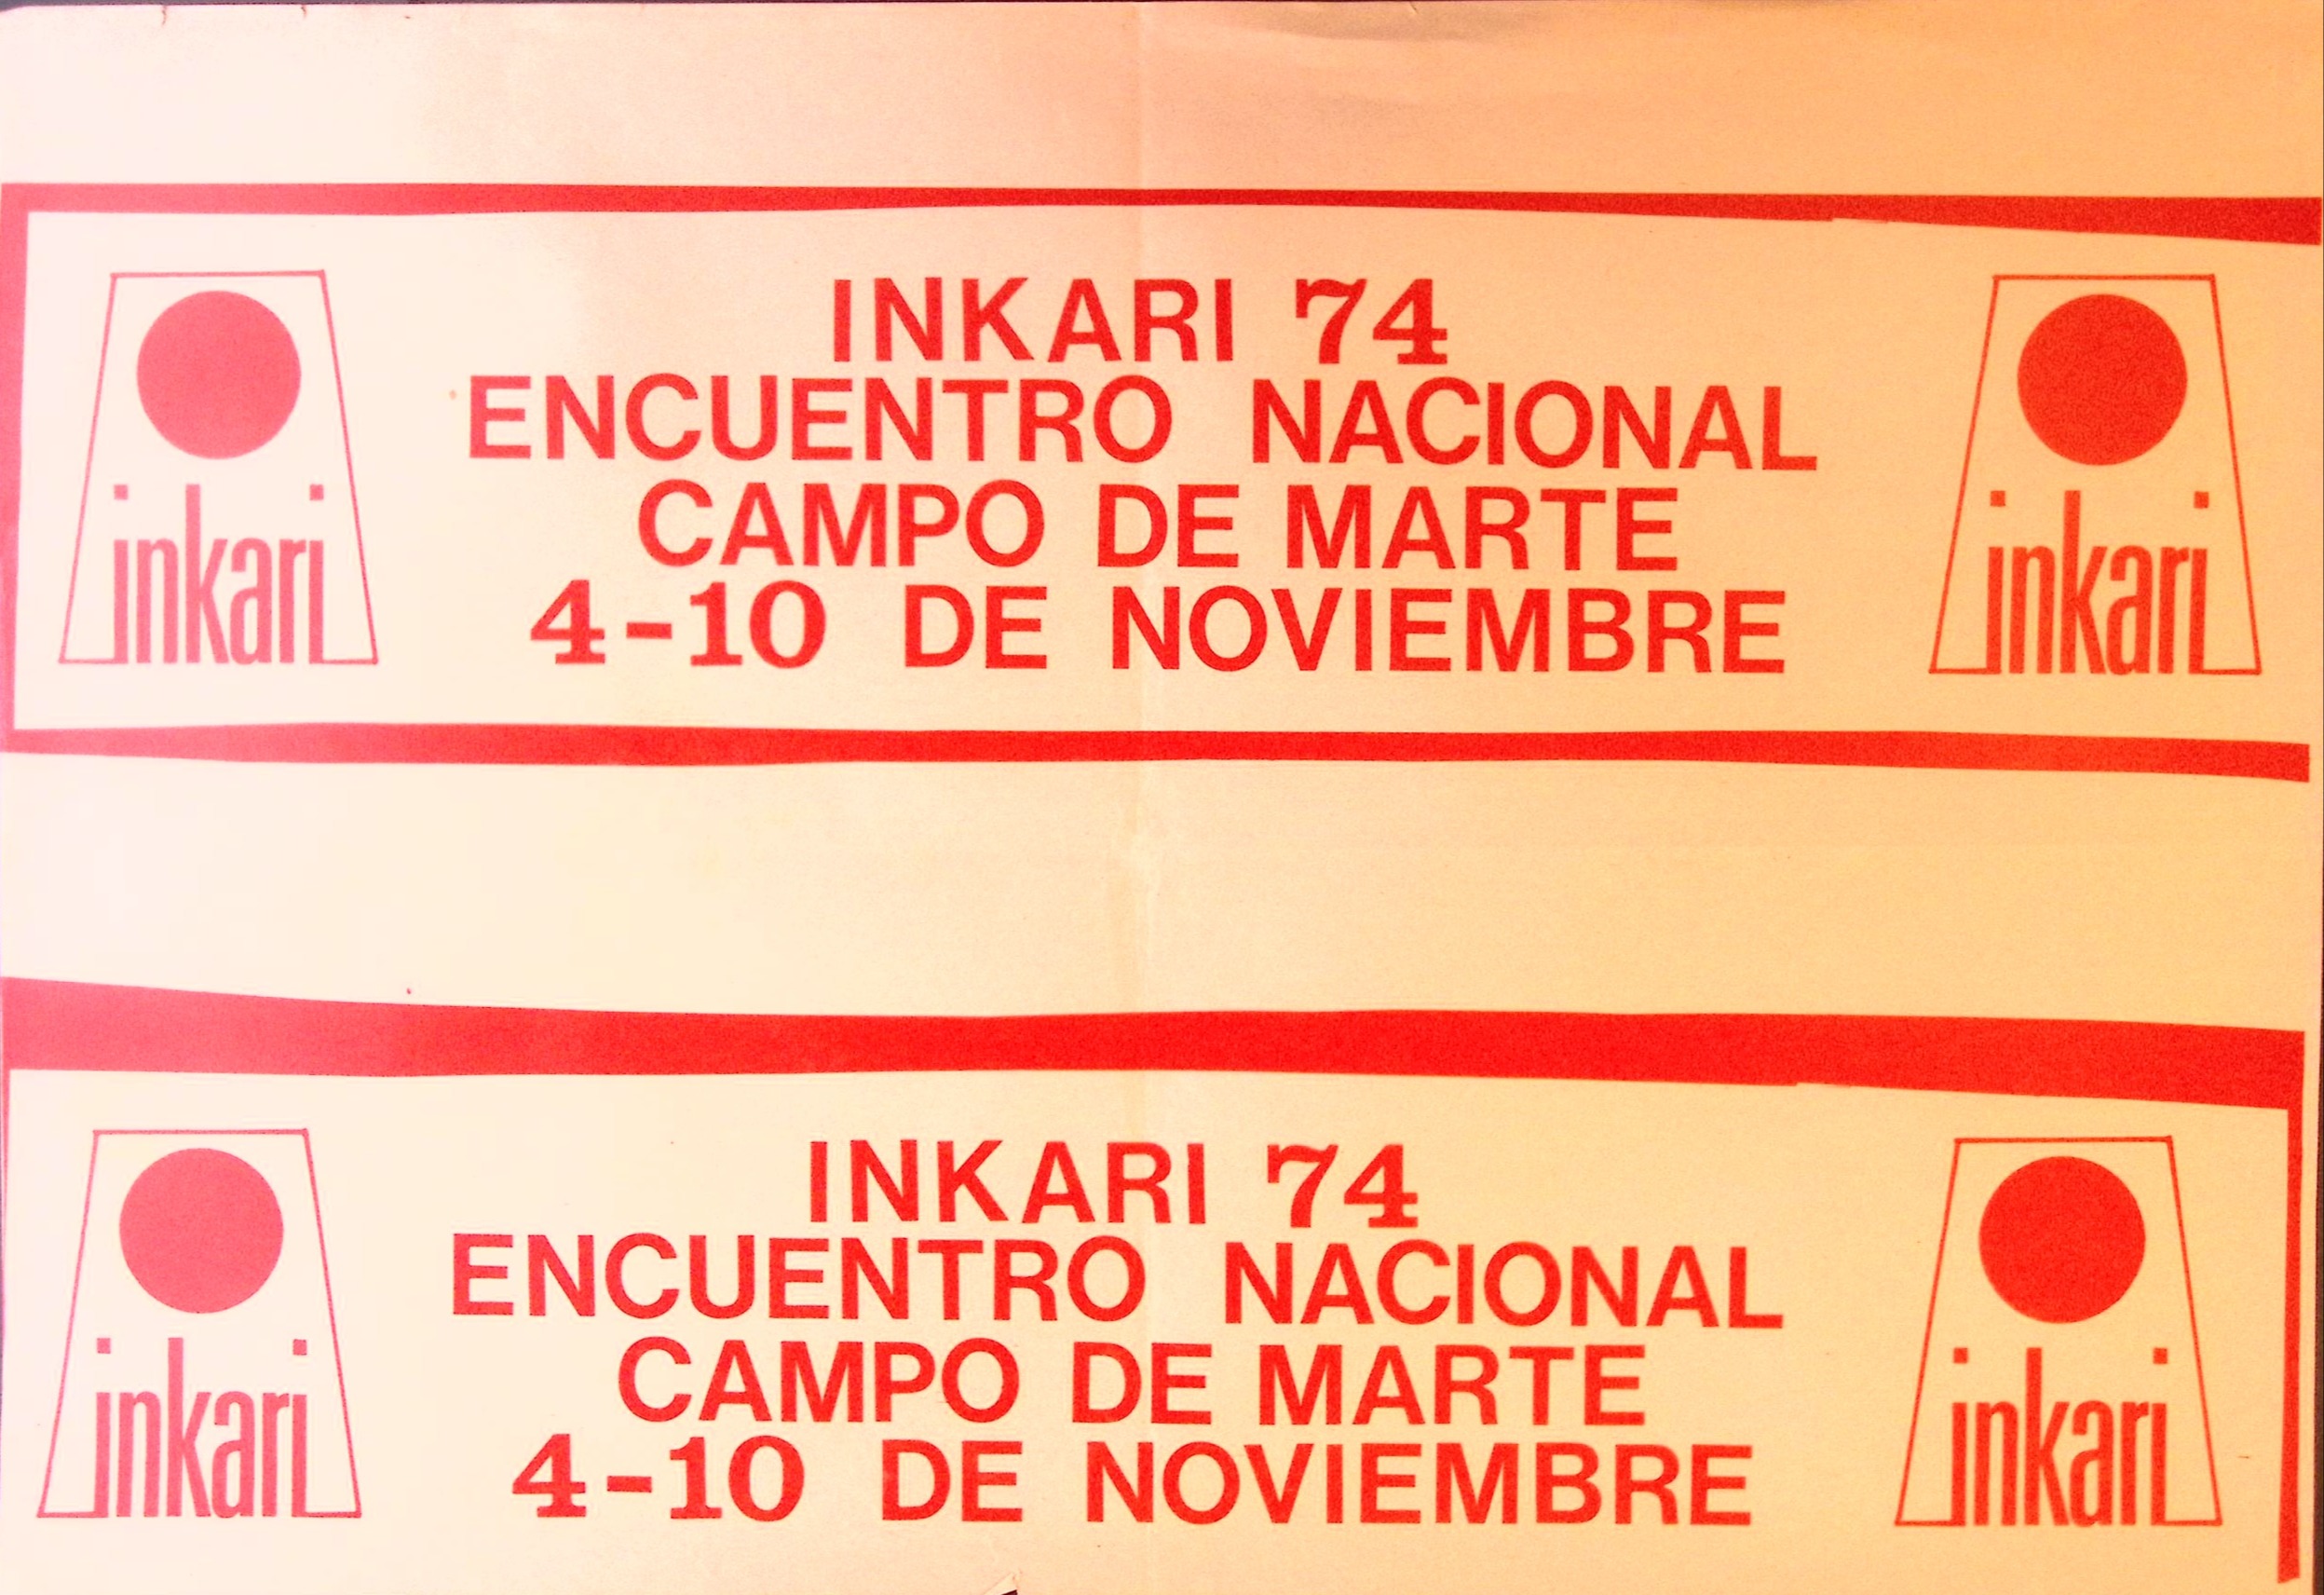 INKARI 74
ENCUENTRO NACIONAL
CAMPO DE MARTE
4-10 DE NOVIEMBRE
inkari
inkari
INKARI 74
ENCUENTRO NACIONAL
CAMPO DE MARTE
4-10 DE NOVIEMBRE
inkari
inkari